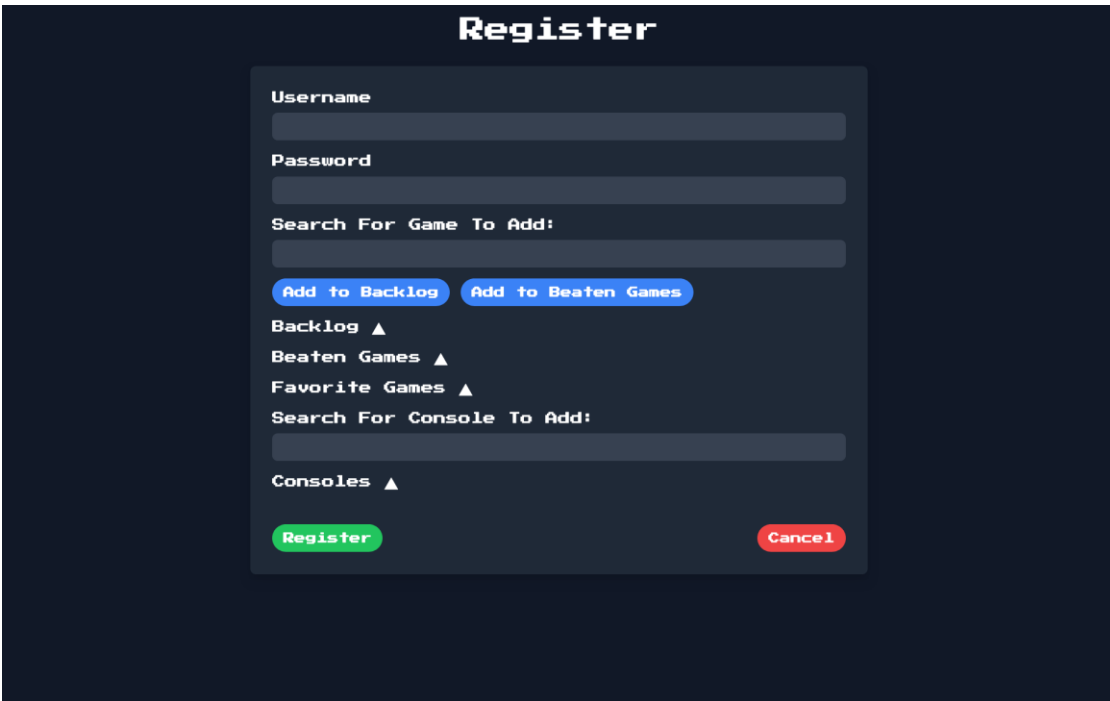 Register
Username
Password
Search For Game To Add:
Add to Backlog Add to Beaten Games
Backlog ▲
Beaten Games ▲
Favorite Games ▲
Search For Console To Add:
Consoles ▲
Register Cancel